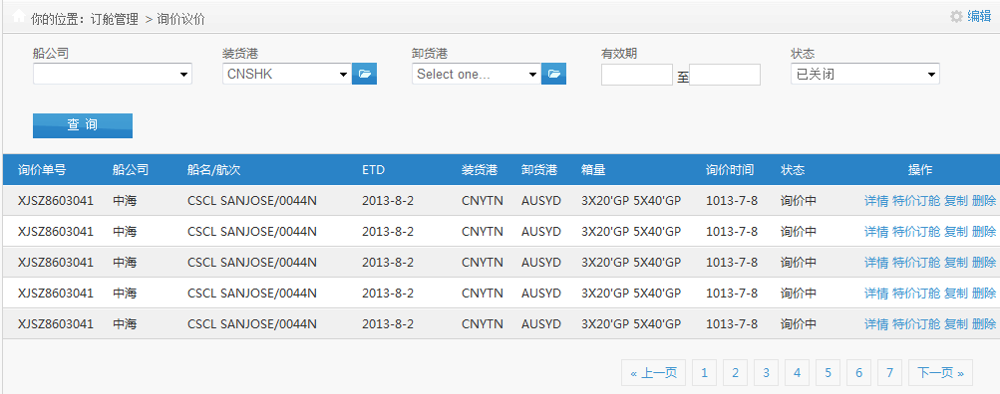 你的位置：订舱管理 > 询价议价 编辑
船公司 装货港 卸货港 有效期 状态
CNSHK Select one... 至 已关闭
查 询
询价单号 船公司 船名/航次 ETD 装货港 卸货港 箱量 询价时间 状态 操作
XJSZ8603041 中海 CSCL SANJOSE/0044N 2013-8-2 CNYTN AUSYD 3X20'GP 5X40'GP 1013-7-8 询价中 详情 特价订舱 复制 删除
XJSZ8603041 中海 CSCL SANJOSE/0044N 2013-8-2 CNYTN AUSYD 3X20'GP 5X40'GP 1013-7-8 询价中 详情 特价订舱 复制 删除
XJSZ8603041 中海 CSCL SANJOSE/0044N 2013-8-2 CNYTN AUSYD 3X20'GP 5X40'GP 1013-7-8 询价中 详情 特价订舱 复制 删除
XJSZ8603041 中海 CSCL SANJOSE/0044N 2013-8-2 CNYTN AUSYD 3X20'GP 5X40'GP 1013-7-8 询价中 详情 特价订舱 复制 删除
XJSZ8603041 中海 CSCL SANJOSE/0044N 2013-8-2 CNYTN AUSYD 3X20'GP 5X40'GP 1013-7-8 询价中 详情 特价订舱 复制 删除
« 上一页 1 2 3 4 5 6 7 下一页 »